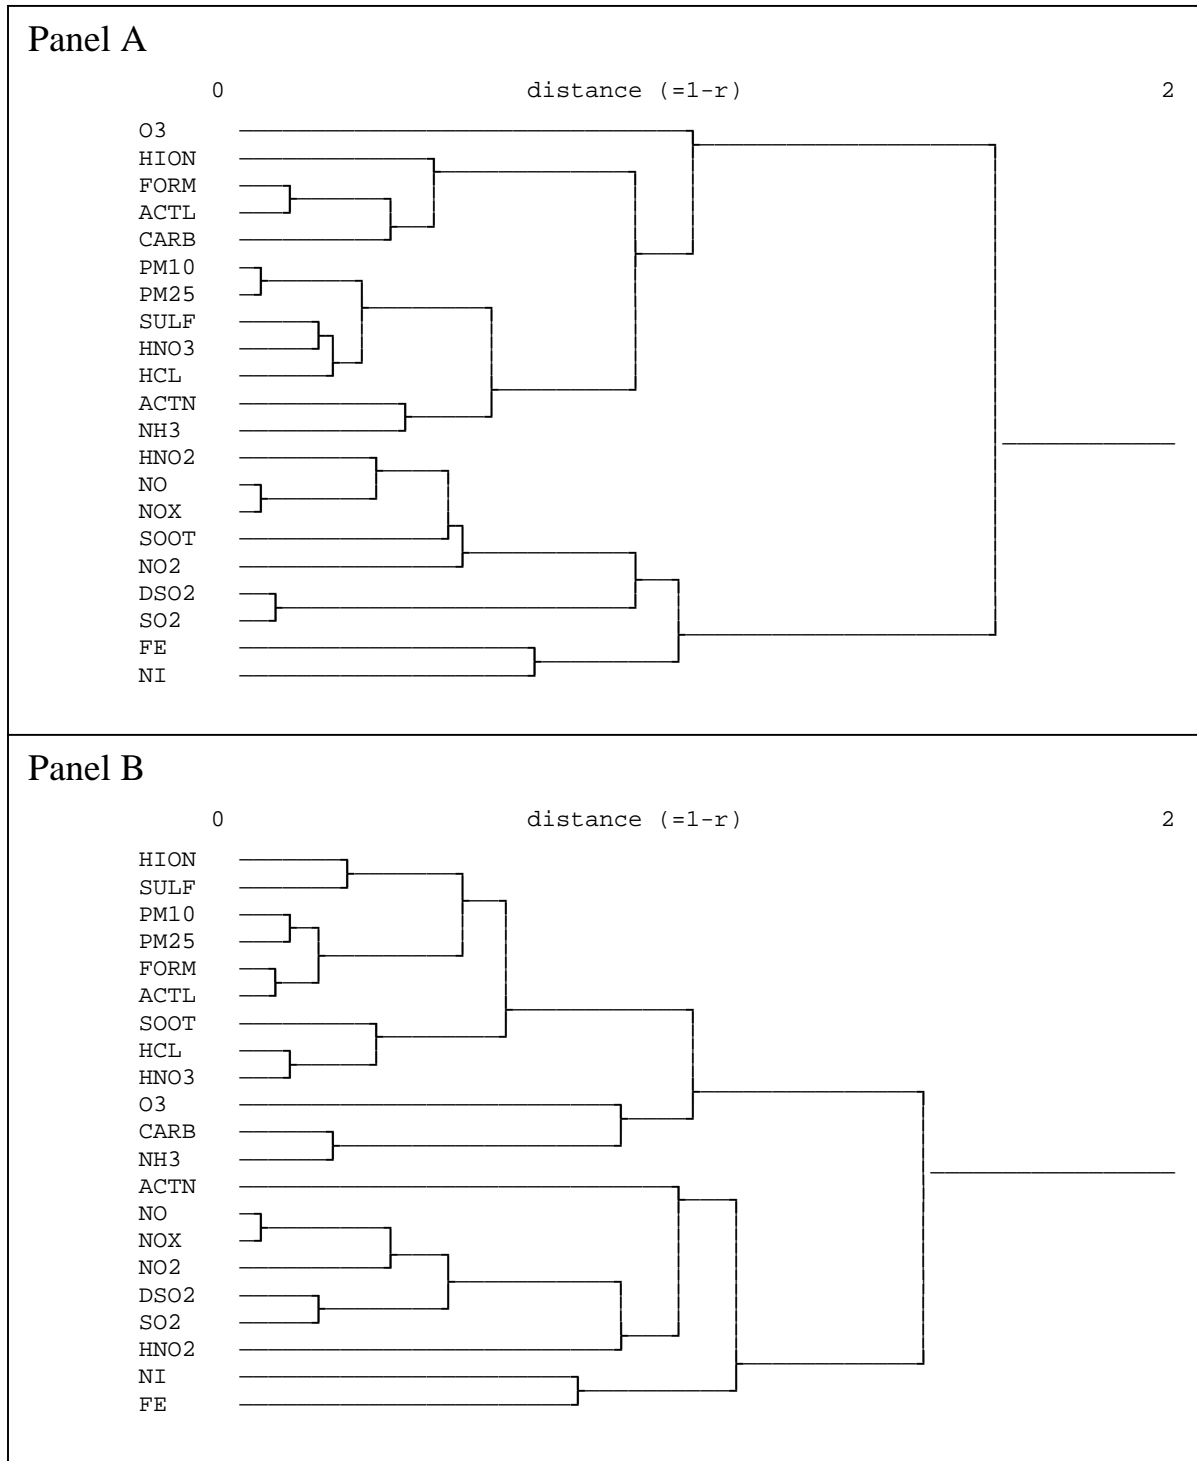 Panel A
0 distance (=1-r) 2
O3
HION
FORM
ACTL
CARB
PM10
PM25
SULF
HNO3
HCL
ACTN
NH3
HNO2
NO
NOX
SOOT
NO2
DSO2
SO2
FE
NI
Panel B
0 distance (=1-r) 2
HION
SULF
PM10
PM25
FORM
ACTL
SOOT
HCL
HNO3
O3
CARB
NH3
ACTN
NO
NOX
NO2
DSO2
SO2
HNO2
NI
FE